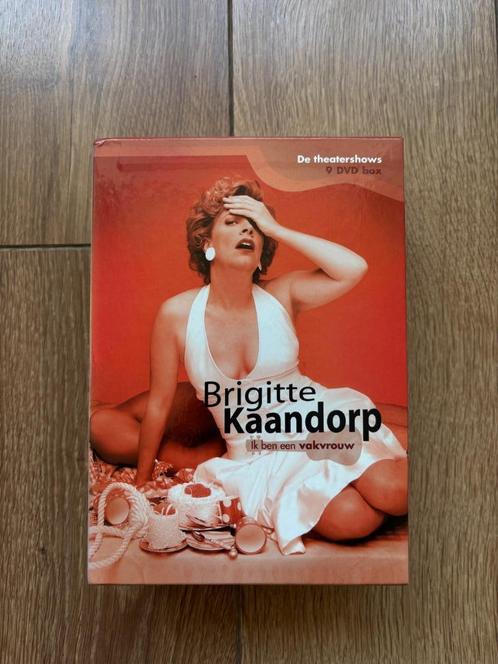 De theatershows
9 DVD box
Brigitte
Kaandorp
Ik ben een vakvrouw